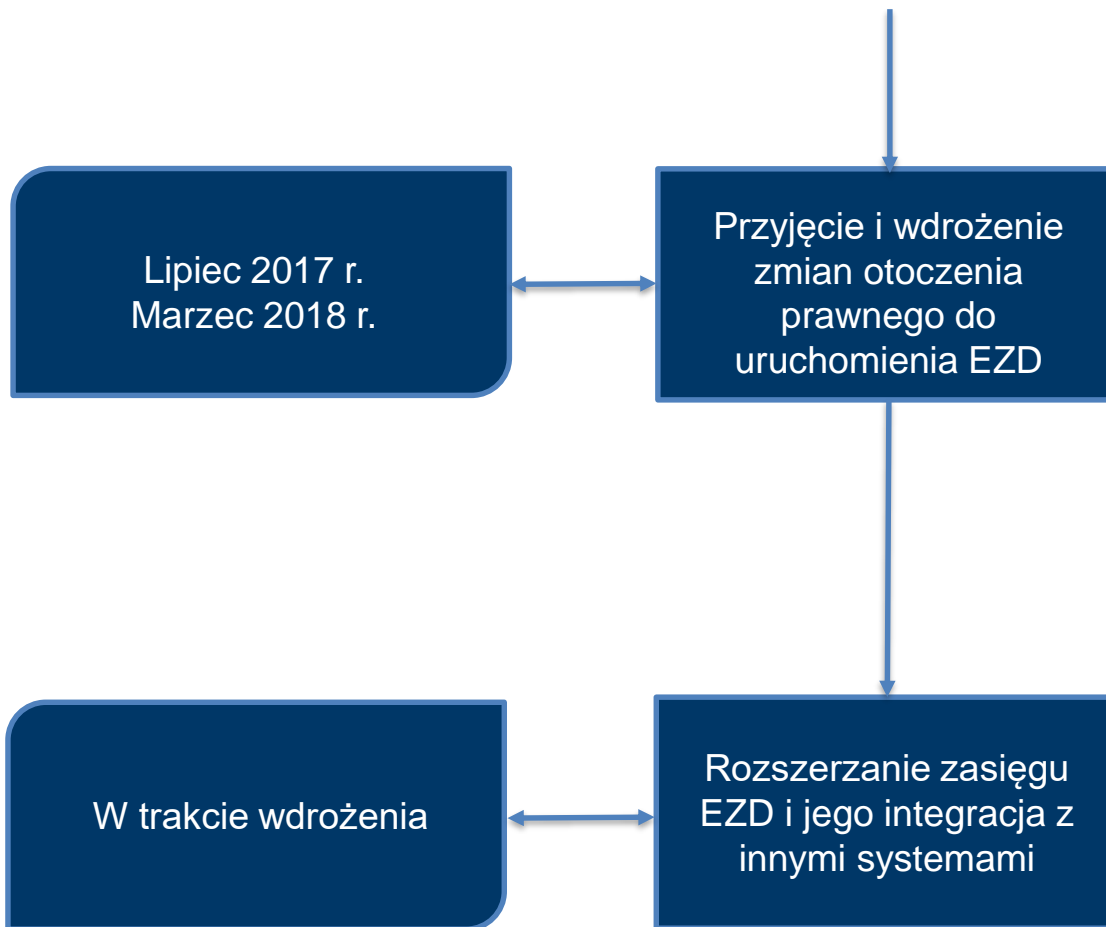 Lipiec 2017 r.
Marzec 2018 r.
Przyjęcie i wdrożenie
zmian otoczenia
prawnego do
uruchomienia EZD
W trakcie wdrożenia
Rozszerzanie zasięgu
EZD i jego integracja z
innymi systemami